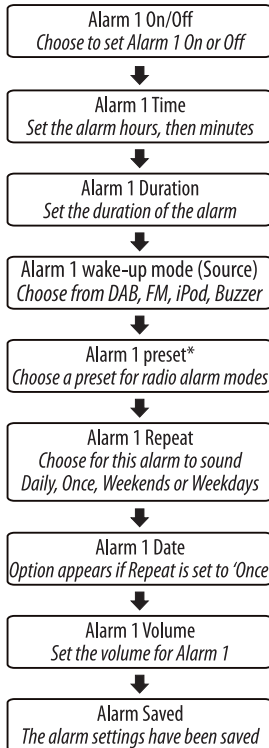 Alarm 1 On/Off
Choose to set Alarm 1 On or Off
Alarm 1 Time
Set the alarm hours, then minutes
Alarm 1 Duration
Set the duration of the alarm
Alarm 1 wake-up mode (Source)
Choose from DAB, FM, iPod, Buzzer
Alarm 1 preset*
Choose a preset for radio alarm modes
Alarm 1 Repeat
Choose for this alarm to sound
Daily, Once, Weekends or Weekdays
Alarm 1 Date
Option appears if Repeat is set to 'Once
Alarm 1 Volume
Set the volume for Alarm 1
Alarm Saved
The alarm settings have been saved